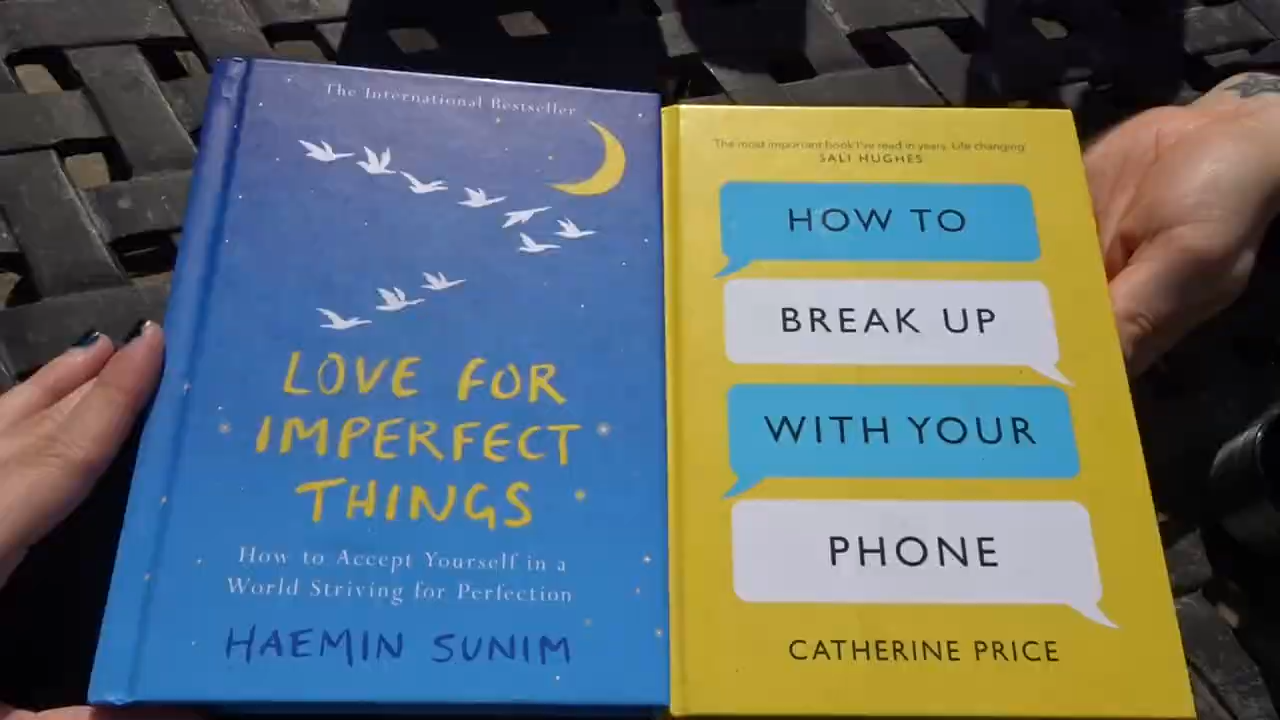 The International Bestseller
LOVE FOR
IMPERFECT
THINGS
How to Accept Yourself in a
World Striving for Perfection
HAEMIN SUNIM
'The most important book I've read in years. Life changing'
SALI HUGHES
HOW TO
BREAK UP
WITH YOUR
PHONE
CATHERINE PRICE